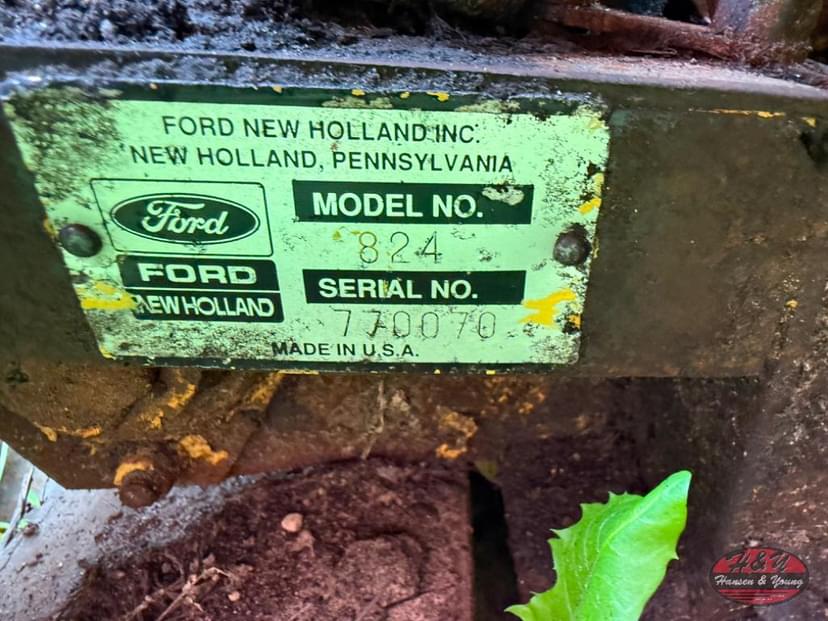 FORD NEW HOLLAND INC.
NEW HOLLAND, PENNSYLVANIA
Ford
MODEL NO.
824
FORD
NEW HOLLAND
SERIAL NO.
770070
MADE IN U.S.A.
H&Y
Hansen & Young